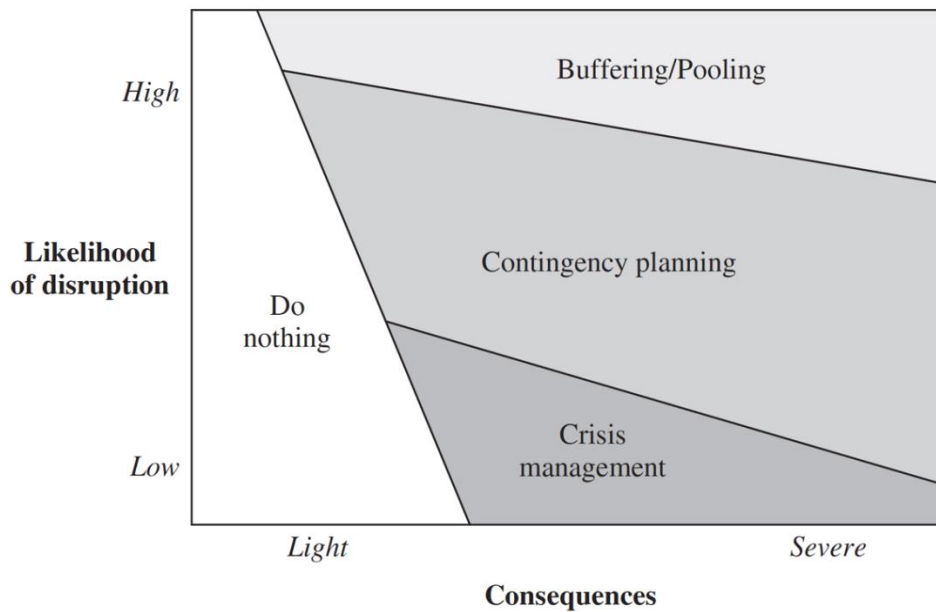 Buffering/Pooling
High
Likelihood
of disruption
Contingency planning
Do
nothing
Crisis
management
Low
Light
Severe
Consequences